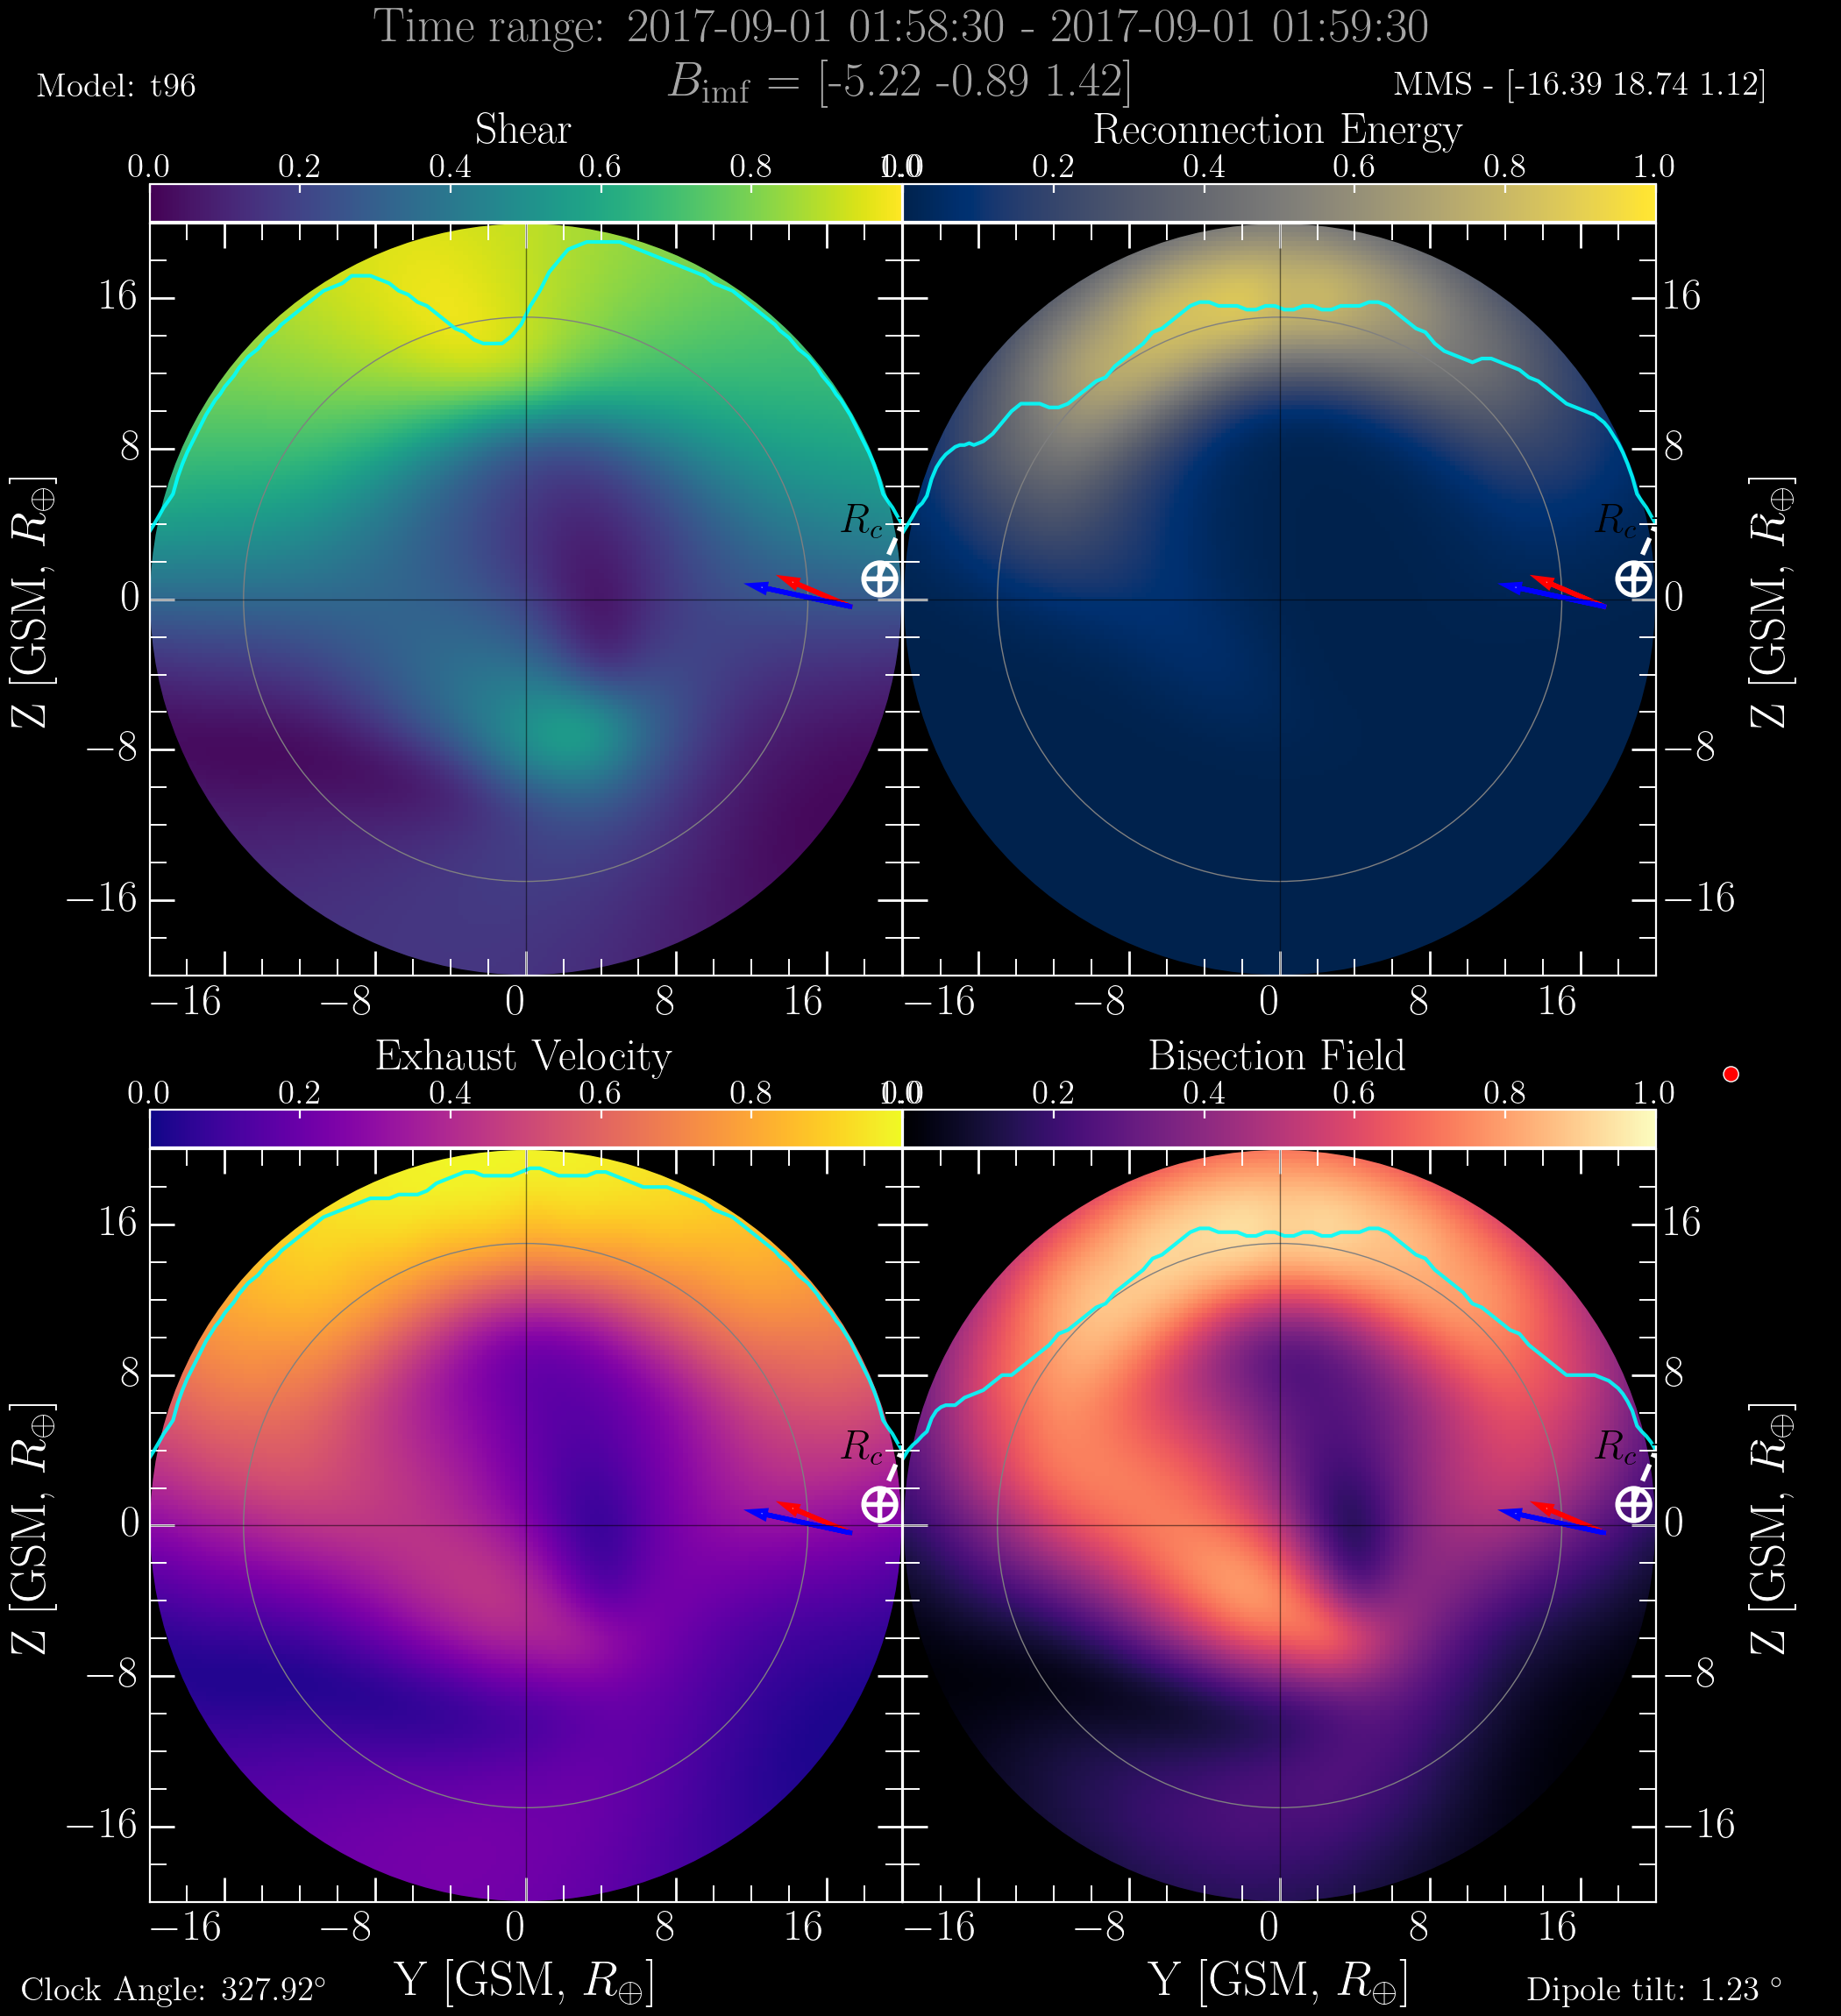 Time range: 2017-09-01 01:58:30 - 2017-09-01 01:59:30
Model: t96
B_imf = [-5.22 -0.89 1.42]
MMS - [-16.39 18.74 1.12]
Shear
Reconnection Energy
0.0 0.2 0.4 0.6 0.8 1.0
0.0 0.2 0.4 0.6 0.8 1.0
16
8
0
−8
−16
Z [GSM, R⊕]
R_c
R_c
16
8
0
−8
−16
Z [GSM, R⊕]
−16 −8 0 8 16
−16 −8 0 8 16
Exhaust Velocity
Bisection Field
0.0 0.2 0.4 0.6 0.8 1.0
0.0 0.2 0.4 0.6 0.8 1.0
16
8
0
−8
−16
Z [GSM, R⊕]
R_c
R_c
16
8
0
−8
−16
Z [GSM, R⊕]
−16 −8 0 8 16
−16 −8 0 8 16
Y [GSM, R⊕]
Y [GSM, R⊕]
Clock Angle: 327.92°
Dipole tilt: 1.23 °